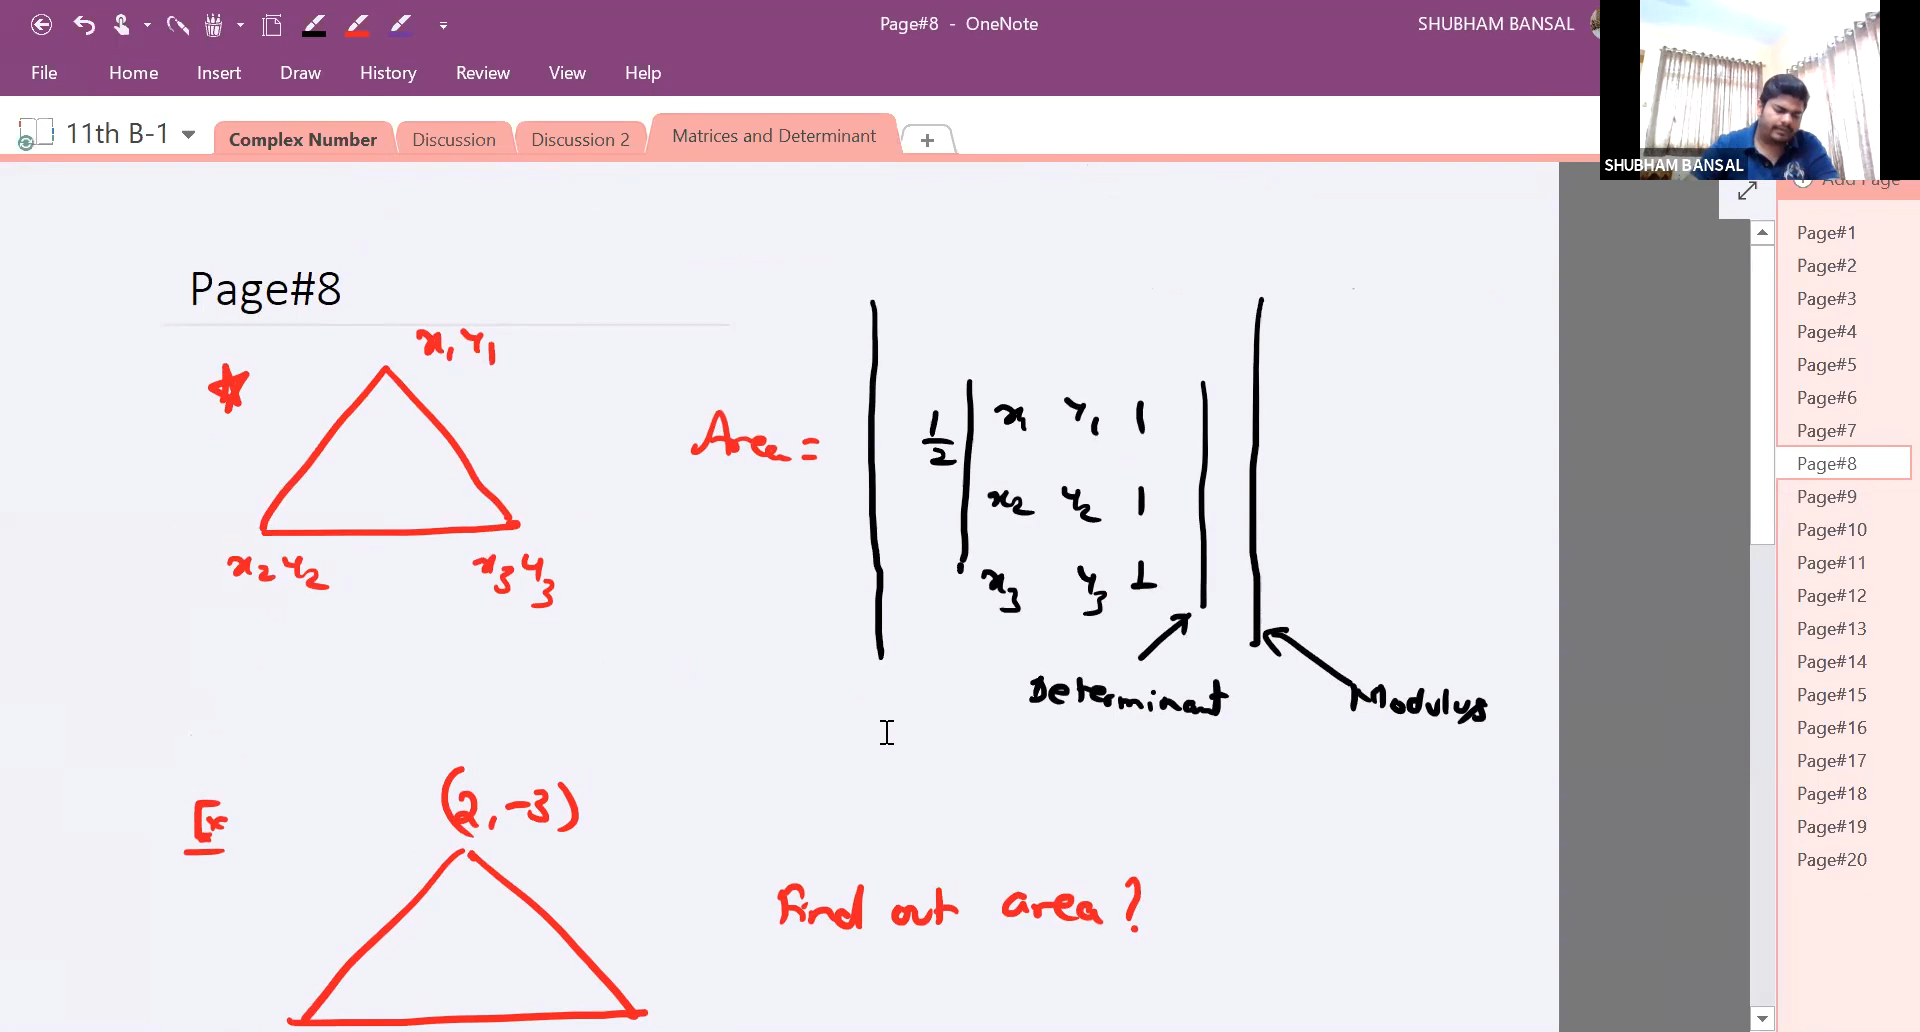 Page#8 - OneNote
SHUBHAM BANSAL
File Home Insert Draw History Review View Help
11th B-1
Complex Number
Discussion
Discussion 2
Matrices and Determinant
+
SHUBHAM BANSAL
Add Page
Page#1
Page#2
Page#3
Page#4
Page#5
Page#6
Page#7
Page#8
Page#9
Page#10
Page#11
Page#12
Page#13
Page#14
Page#15
Page#16
Page#17
Page#18
Page#19
Page#20
Page#8
x₁ y₁
x₂ y₂
x₃ y₃
Area =
1/2
x₁ y₁ 1
x₂ y₂ 1
x₃ y₃ 1
Determinant
Modulus
Ex
(2, -3)
Find out area?